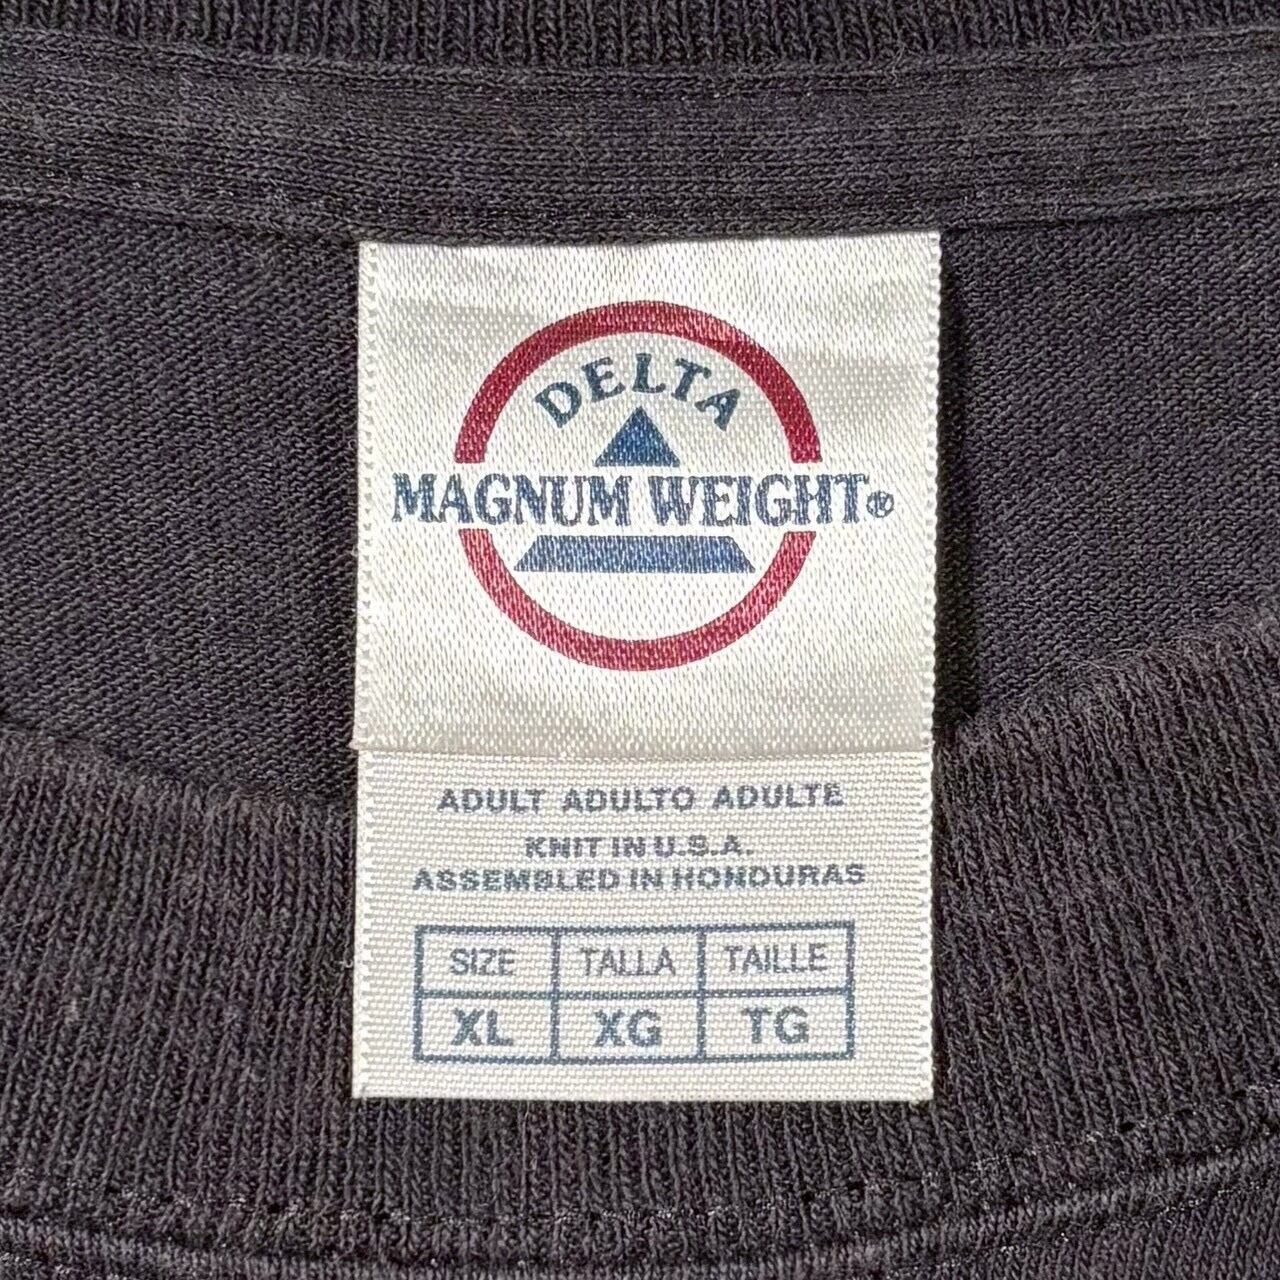 DELTA
MAGNUM WEIGHT®
ADULT ADULTO ADULTE
KNIT IN U.S.A.
ASSEMBLED IN HONDURAS
SIZE TALLA TAILLE
XL XG TG